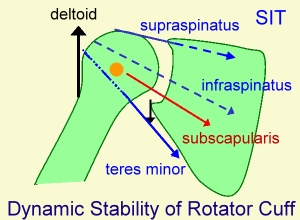 deltoid
SIT
supraspinatus
infraspinatus
subscapularis
teres minor
Dynamic Stability of Rotator Cuff